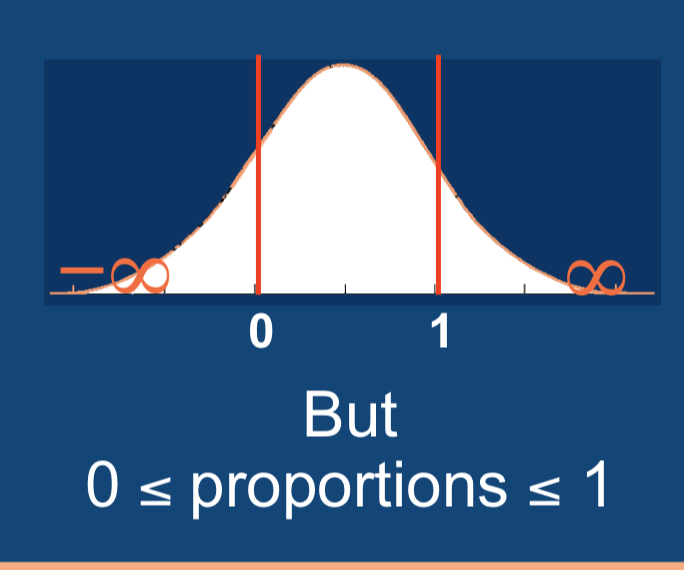 −∞ ∞
0 1
But
0 ≤ proportions ≤ 1